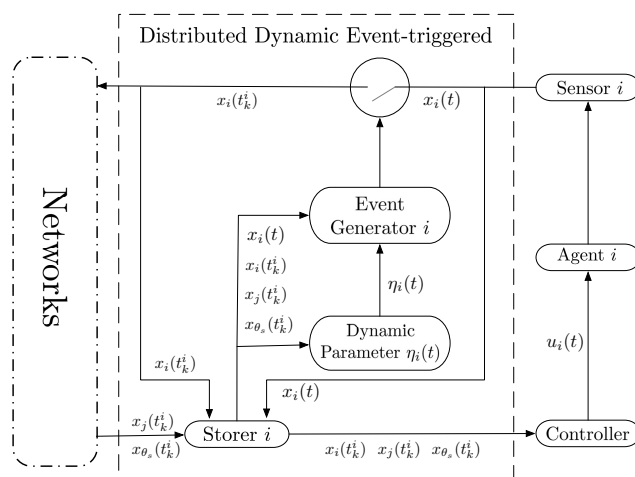 Distributed Dynamic Event-triggered
x_i(t_k^i)
x_i(t)
Sensor i
Networks
Event
Generator i
x_i(t)
x_i(t_k^i)
x_j(t_k^i)
x_{θ_s}(t_k^i)
η_i(t)
Agent i
Dynamic
Parameter η_i(t)
u_i(t)
x_i(t_k^i)
x_i(t)
x_j(t_k^i)
x_{θ_s}(t_k^i)
Storer i
x_i(t_k^i) x_j(t_k^i) x_{θ_s}(t_k^i)
Controller